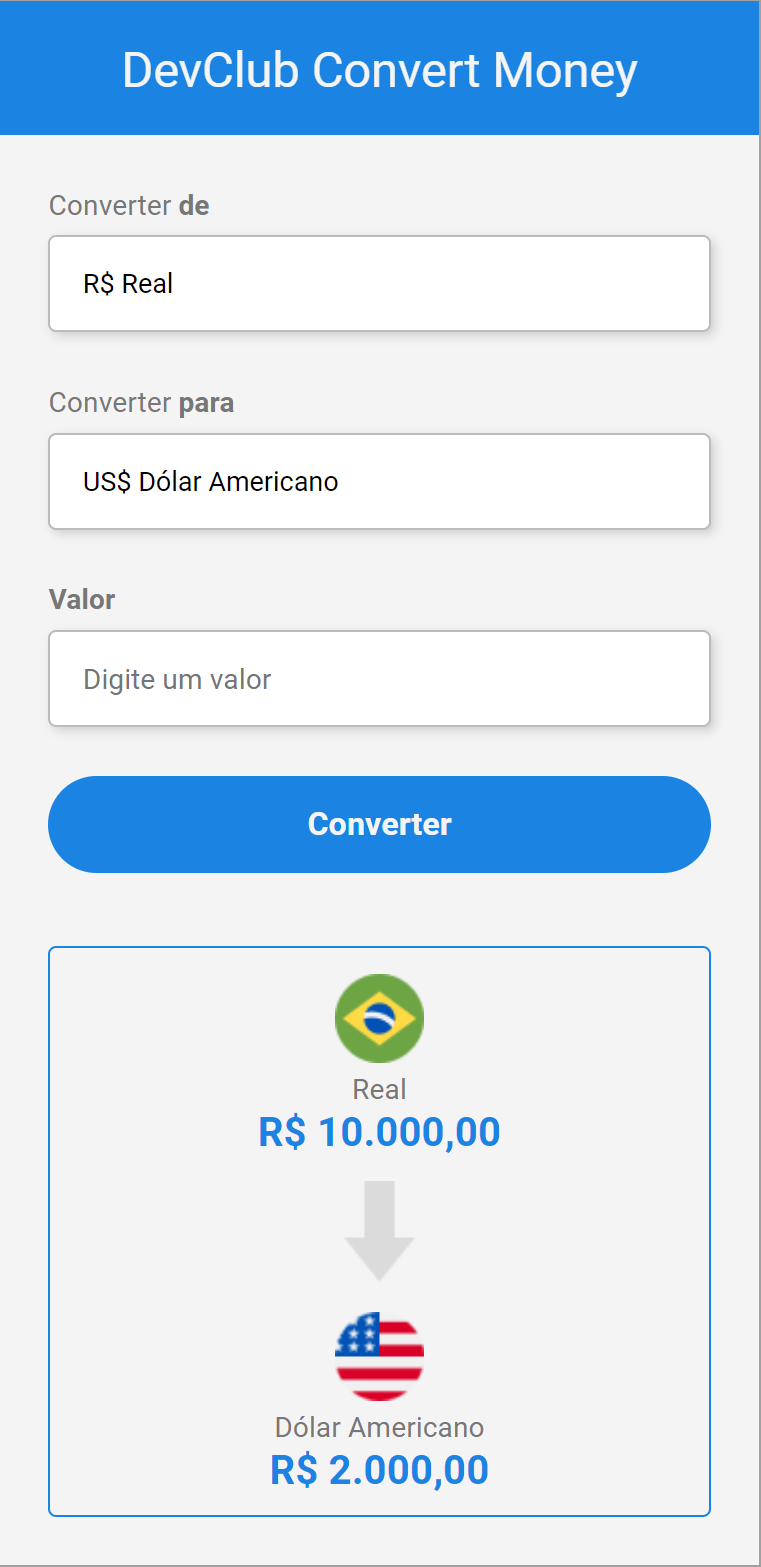 DevClub Convert Money
Converter de
R$ Real
Converter para
US$ Dólar Americano
Valor
Digite um valor
Converter
Real
R$ 10.000,00
Dólar Americano
R$ 2.000,00